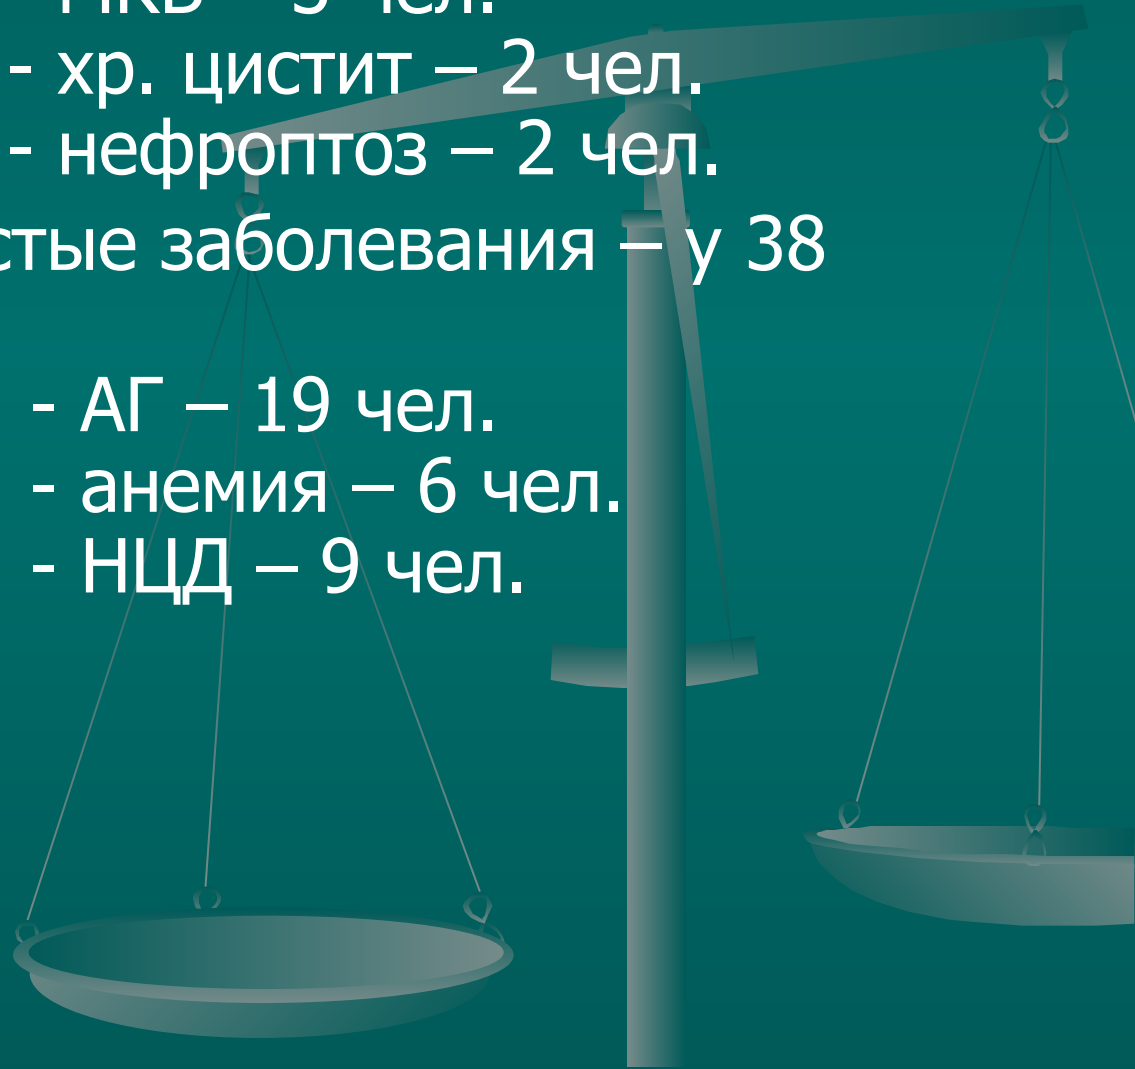 чел.
- хр. цистит – 2 чел.
- нефроптоз – 2 чел.
стые заболевания – у 38
- АГ – 19 чел.
- анемия – 6 чел.
- НЦД – 9 чел.